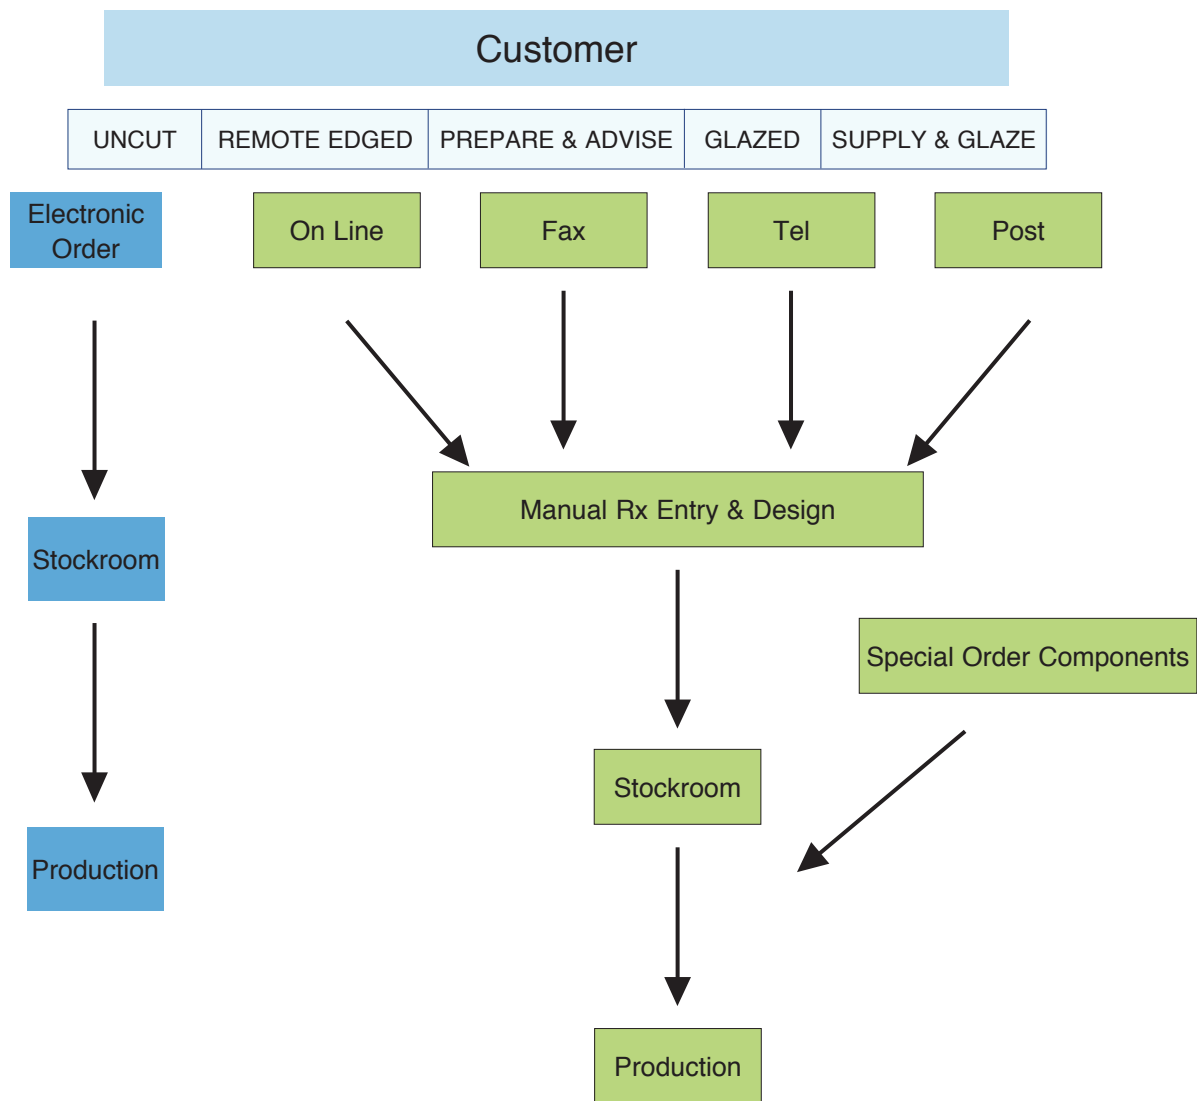 Customer
UNCUT
REMOTE EDGED
PREPARE & ADVISE
GLAZED
SUPPLY & GLAZE
Electronic
Order
On Line
Fax
Tel
Post
Manual Rx Entry & Design
Stockroom
Special Order Components
Stockroom
Production
Production